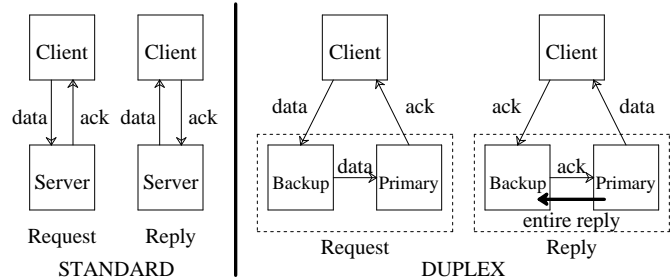 Client
Client
Client
Client
data
ack
data
ack
data
ack
ack
data
Server
Server
Backup
data
Primary
Backup
ack
Primary
entire reply
Request
Reply
Request
Reply
STANDARD
DUPLEX